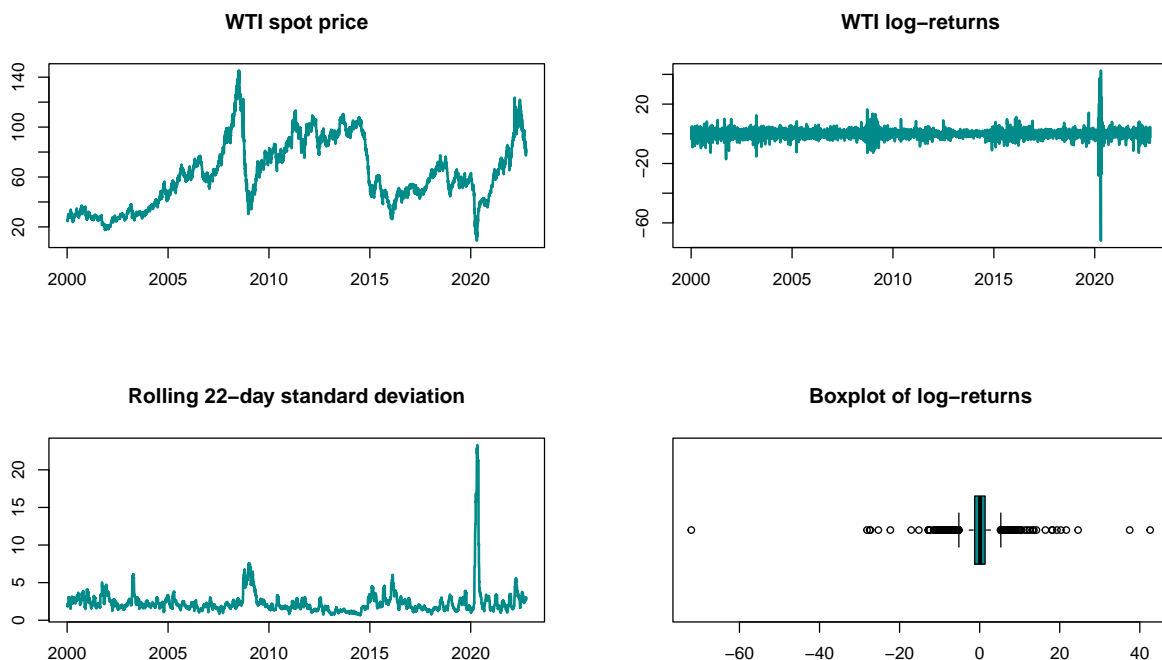 WTI spot price
140
100
60
20
2000 2005 2010 2015 2020
WTI log−returns
20
−20
−60
2000 2005 2010 2015 2020
Rolling 22−day standard deviation
20
15
10
5
0
2000 2005 2010 2015 2020
Boxplot of log−returns
−60 −40 −20 0 20 40